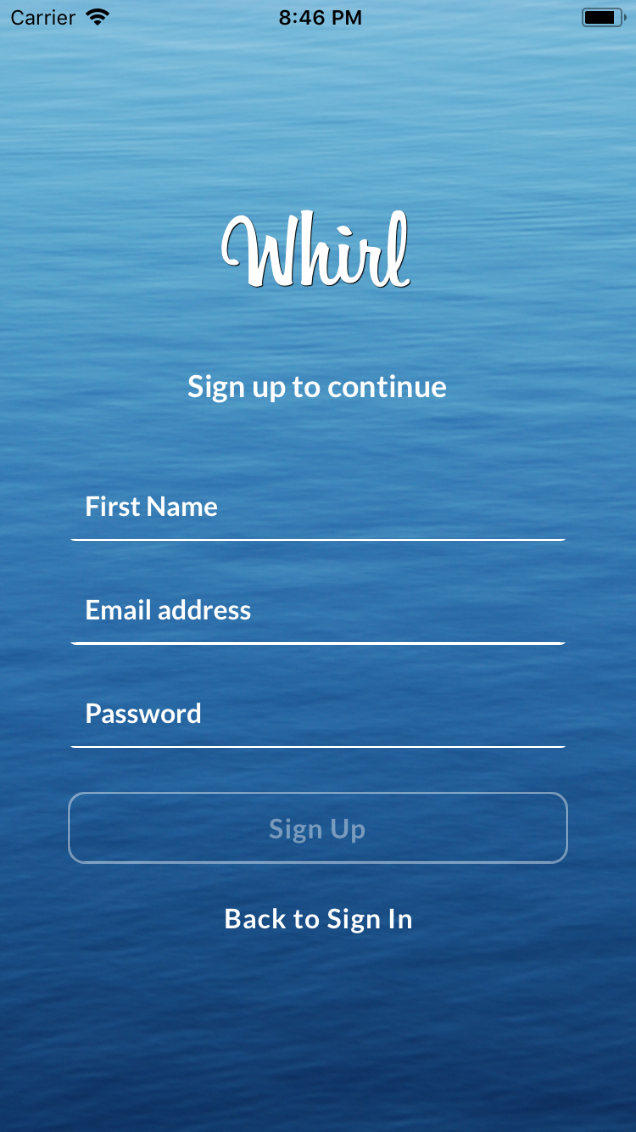 Carrier 8:46 PM
Whirl
Sign up to continue
First Name
Email address
Password
Sign Up
Back to Sign In